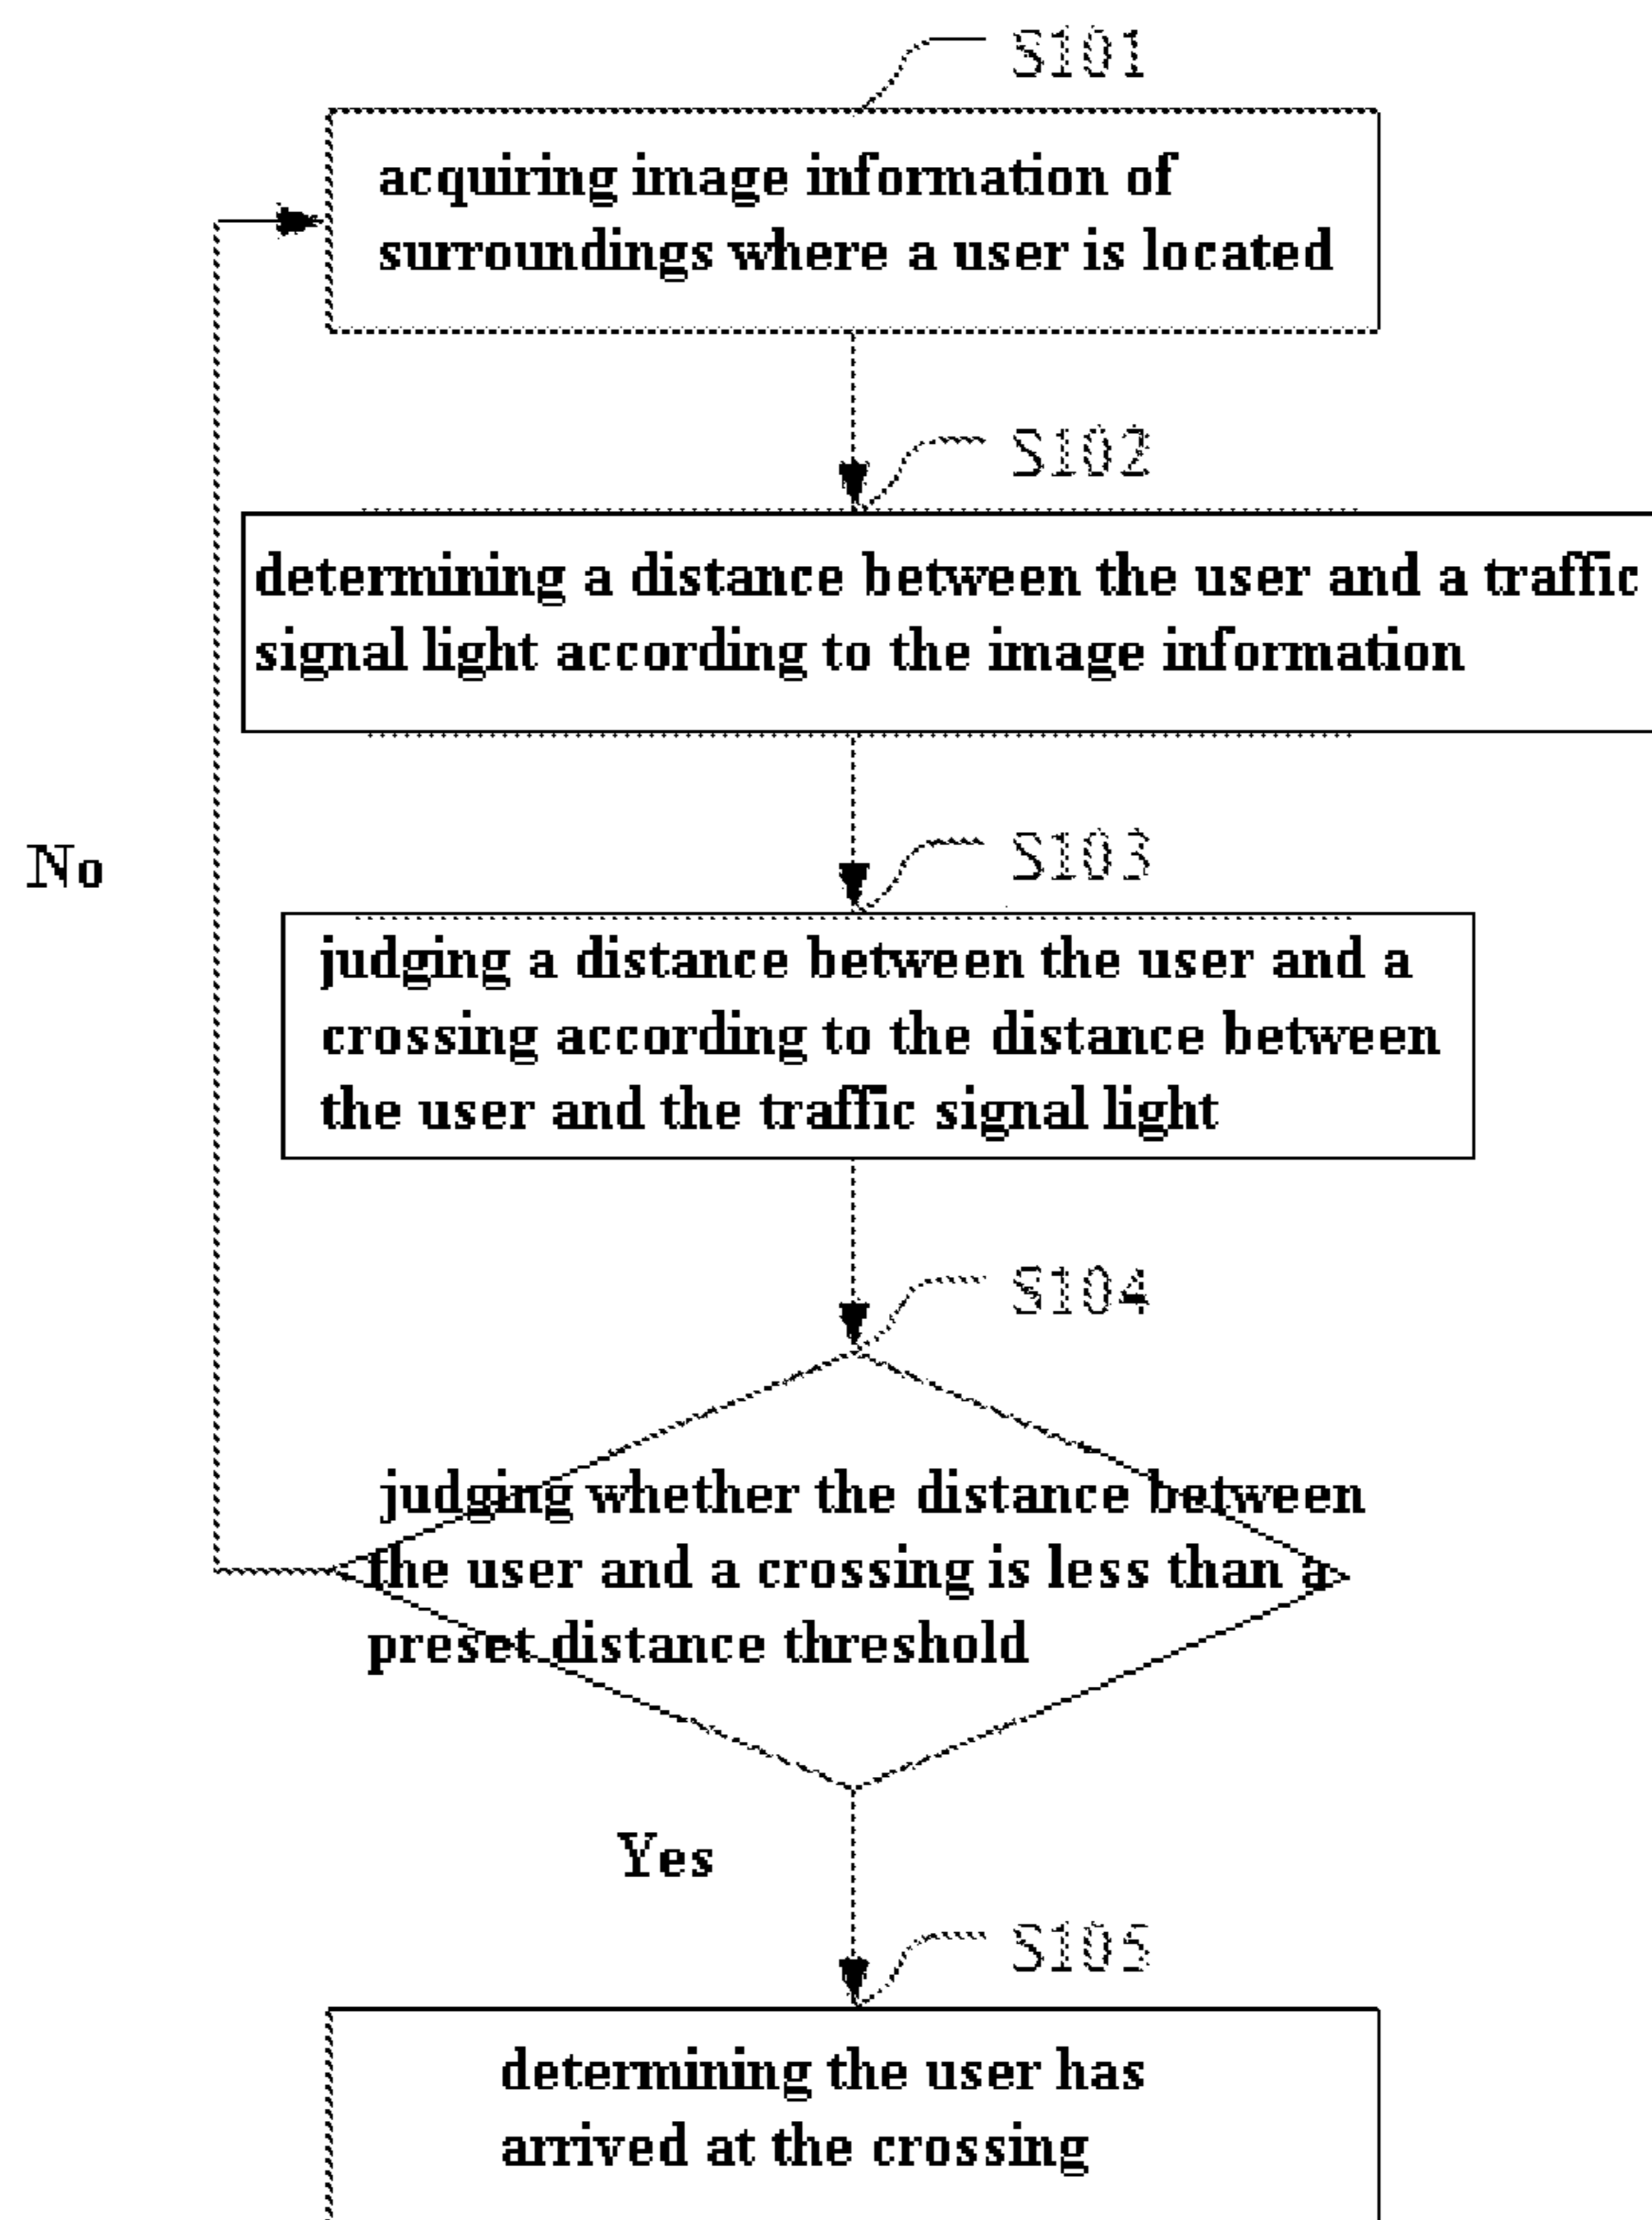 S101
acquiring image information of
surroundings where a user is located
S102
determining a distance between the user and a traffic
signal light according to the image information
No
S103
judging a distance between the user and a
crossing according to the distance between
the user and the traffic signal light
S104
judging whether the distance between
the user and a crossing is less than a
preset distance threshold
Yes
S105
determining the user has
arrived at the crossing